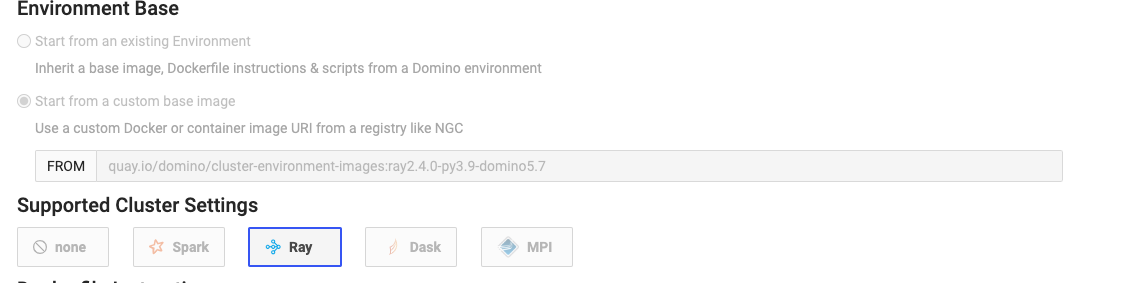 Environment Base
Start from an existing Environment
Inherit a base image, Dockerfile instructions & scripts from a Domino environment
Start from a custom base image
Use a custom Docker or container image URI from a registry like NGC
FROM quay.io/domino/cluster-environment-images:ray2.4.0-py3.9-domino5.7
Supported Cluster Settings
none Spark Ray Dask MPI